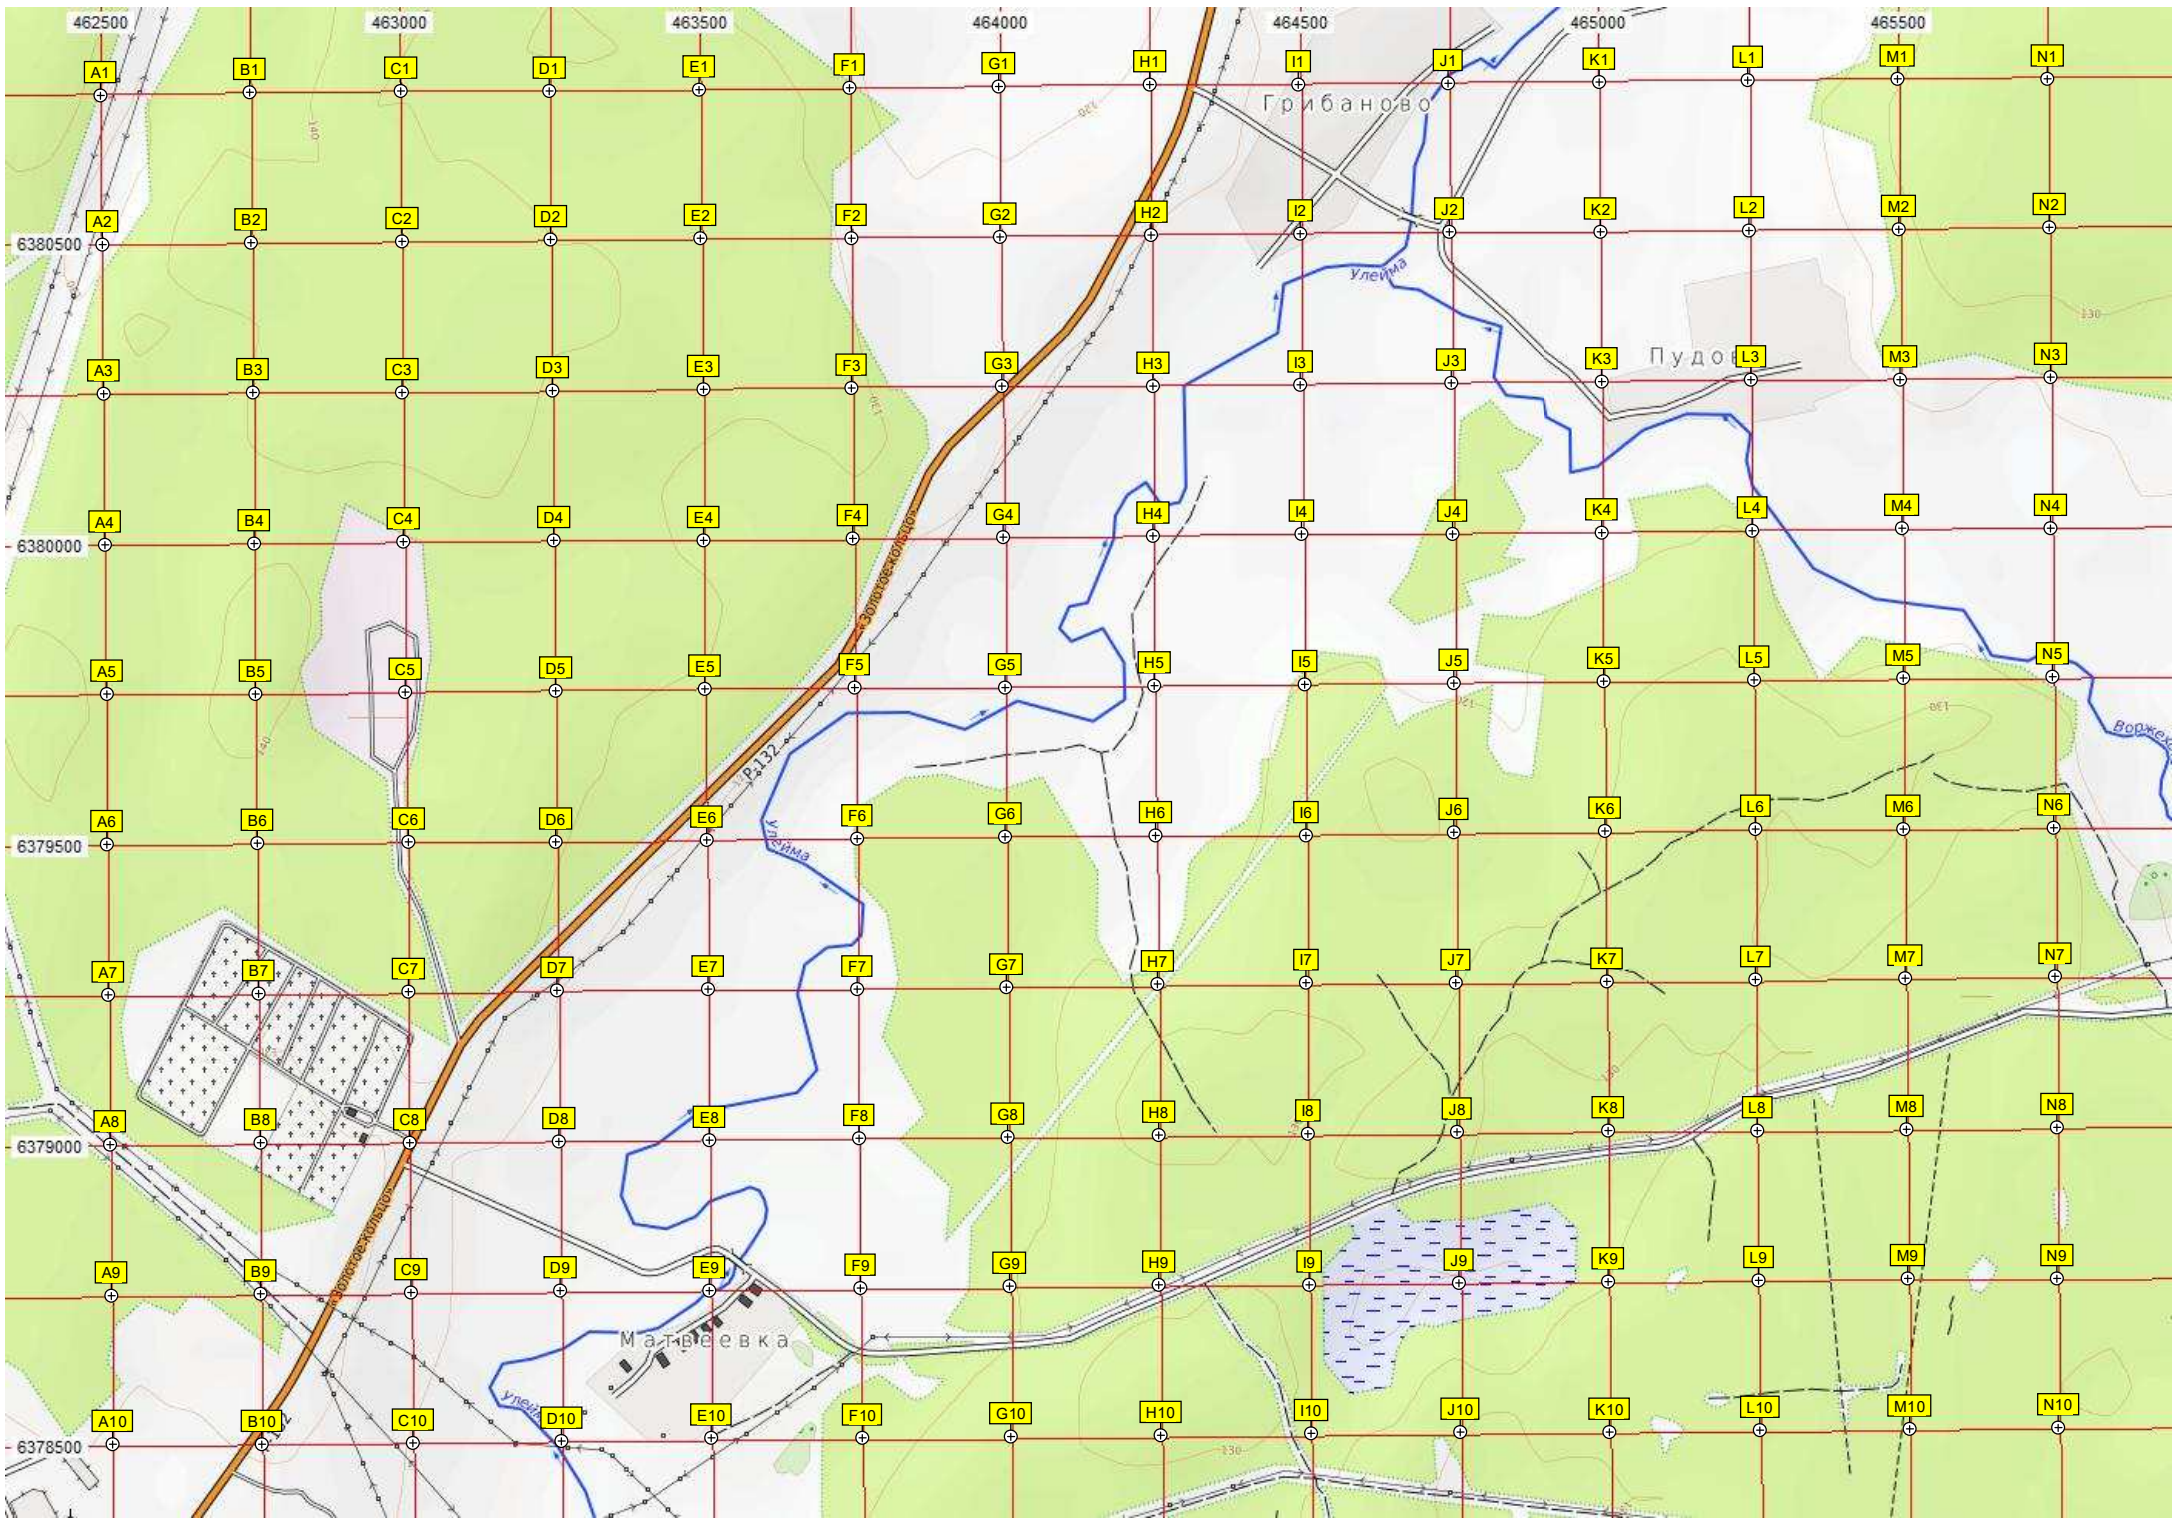 462500 463000 463500 464000 464500 465000 465500
A1 B1 C1 D1 E1 F1 G1 H1 I1 J1 K1 L1 M1 N1
140
120
Грибаново
A2 B2 C2 D2 E2 F2 G2 H2 I2 J2 K2 L2 M2 N2
6380500
Улейма
130
A3 B3 C3 D3 E3 F3 G3 H3 I3 J3 K3 L3 M3 N3
130
A4 B4 C4 D4 E4 F4 G4 H4 I4 J4 K4 L4 M4 N4
6380000
«Золотое кольцо»
A5 B5 C5 D5 E5 F5 G5 H5 I5 J5 K5 L5 M5 N5
140
120
130
Р-132
A6 B6 C6 D6 E6 F6 G6 H6 I6 J6 K6 L6 M6 N6
6379500
Улейма
A7 B7 C7 D7 E7 F7 G7 H7 I7 J7 K7 L7 M7 N7
130
A8 B8 C8 D8 E8 F8 G8 H8 I8 J8 K8 L8 M8 N8
6379000
«Золотое кольцо»
A9 B9 C9 D9 E9 F9 G9 H9 I9 J9 K9 L9 M9 N9
Матвеевка
A10 B10 C10 D10 E10 F10 G10 H10 I10 J10 K10 L10 M10 N10
6378500
130